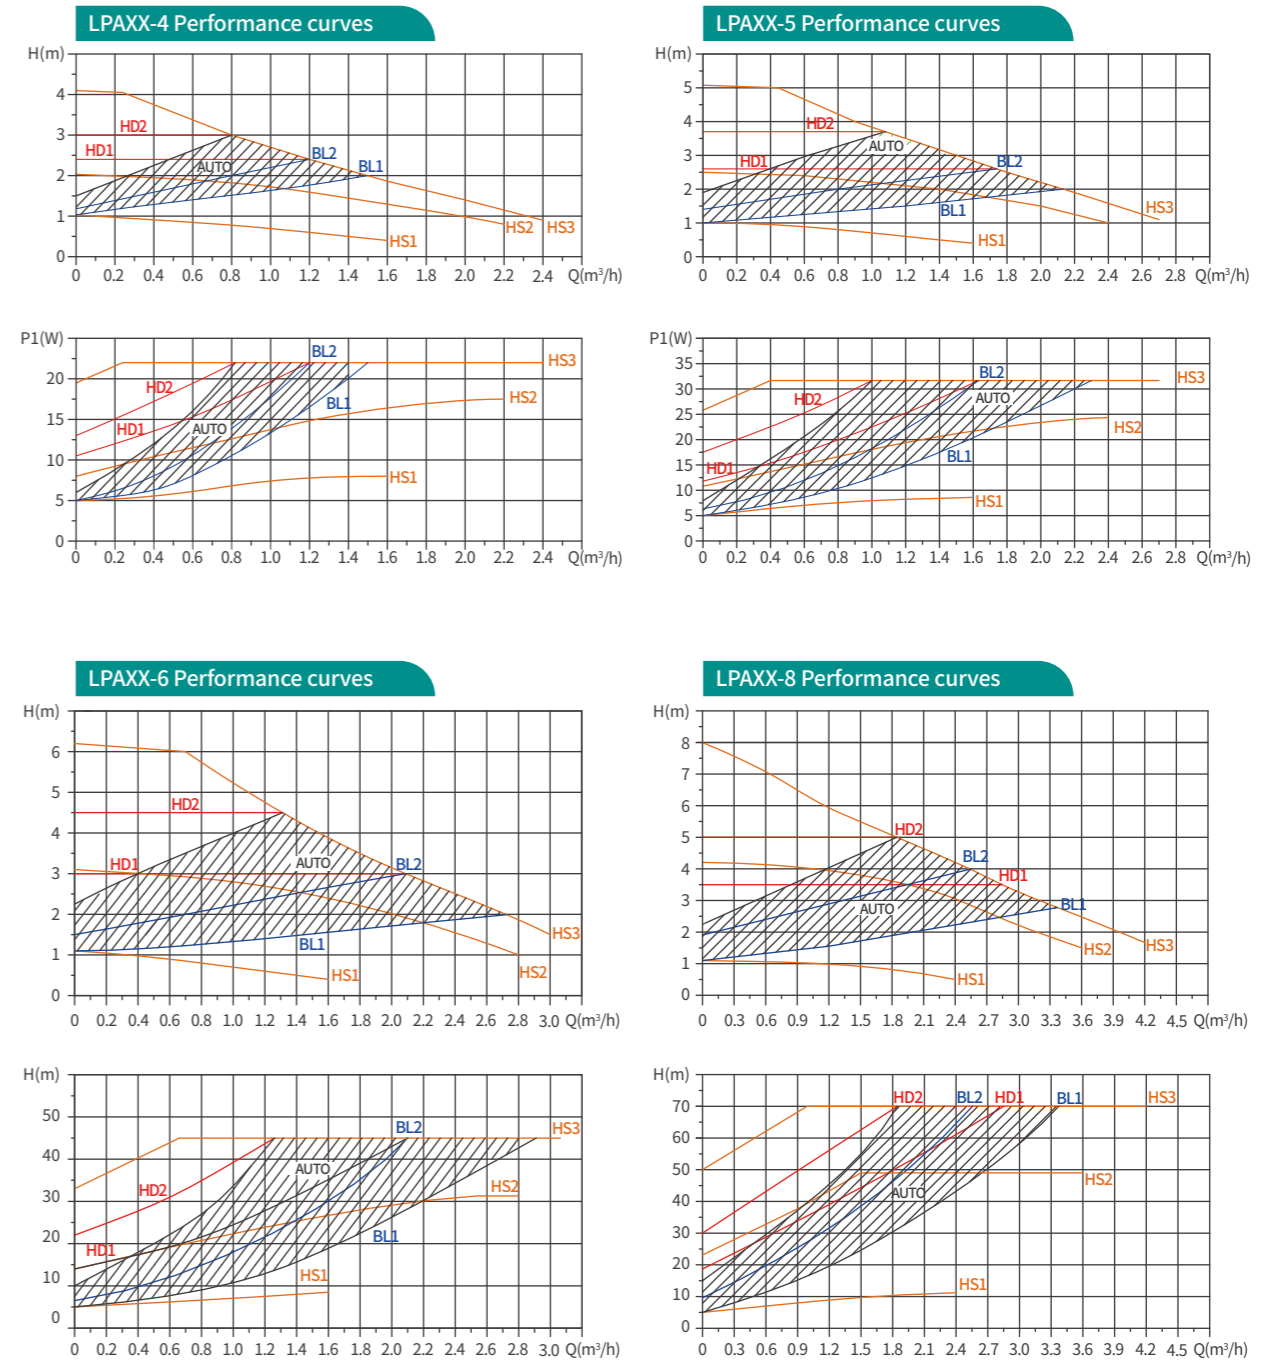 LPAXX-4 Performance curves
H(m)
4
3
2
1
0
HD2
HD1
AUTO
BL2
BL1
HS1
HS2 HS3
0 0.2 0.4 0.6 0.8 1.0 1.2 1.4 1.6 1.8 2.0 2.2 2.4 Q(m³/h)
P1(W)
20
15
10
5
0
HD2
HD1
AUTO
BL2
BL1
HS3
HS2
HS1
0 0.2 0.4 0.6 0.8 1.0 1.2 1.4 1.6 1.8 2.0 2.2 2.4 Q(m³/h)
LPAXX-5 Performance curves
H(m)
5
4
3
2
1
0
HD2
HD1
AUTO
BL2
BL1
HS3
HS1
0 0.2 0.4 0.6 0.8 1.0 1.2 1.4 1.6 1.8 2.0 2.2 2.6 2.8 Q(m³/h)
P1(W)
35
30
25
20
15
10
5
0
HD2
HD1
AUTO
BL2
BL1
HS3
HS2
HS1
0 0.2 0.4 0.6 0.8 1.0 1.2 1.4 1.6 1.8 2.0 2.2 2.6 2.8 Q(m³/h)
LPAXX-6 Performance curves
H(m)
6
5
4
3
2
1
0
HD2
HD1
AUTO
BL2
BL1
HS3
HS2
HS1
0 0.2 0.4 0.6 0.8 1.0 1.2 1.4 1.6 1.8 2.0 2.2 2.4 2.6 2.8 3.0 Q(m³/h)
H(m)
50
40
30
20
10
0
HD2
HD1
AUTO
BL2
BL1
HS3
HS2
HS1
0 0.2 0.4 0.6 0.8 1.0 1.2 1.4 1.6 1.8 2.0 2.2 2.4 2.6 2.8 3.0 Q(m³/h)
LPAXX-8 Performance curves
H(m)
8
7
6
5
4
3
2
1
0
HD2
BL2
HD1
AUTO
BL1
HS3
HS2
HS1
0 0.3 0.6 0.9 1.2 1.5 1.8 2.1 2.4 2.7 3.0 3.3 3.6 3.9 4.2 4.5 Q(m³/h)
H(m)
70
60
50
40
30
20
10
0
HD2 BL2 HD1 BL1 HS3
HS2
AUTO
HS1
0 0.3 0.6 0.9 1.2 1.5 1.8 2.1 2.4 2.7 3.0 3.3 3.6 3.9 4.2 4.5 Q(m³/h)